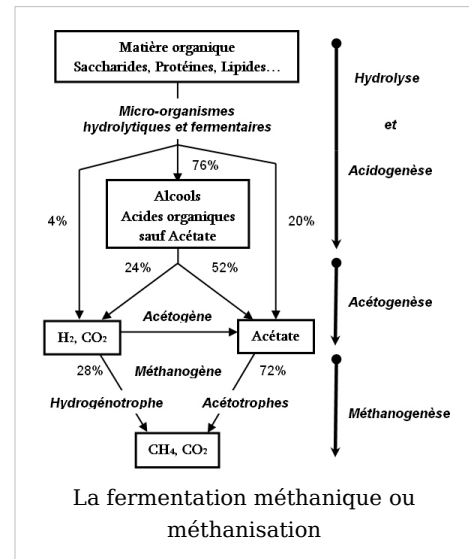 Matière organique
Saccharides, Protéines, Lipides…
Hydrolyse
Micro-organismes
hydrolytiques et fermentaires
et
76%
Acidogenèse
Alcools
Acides organiques
sauf Acétate
4%
20%
24%
52%
Acétogenèse
Acétogène
H₂, CO₂
Acétate
28%
Méthanogène
72%
Hydrogénotrophe
Acétotrophes
Méthanogenèse
CH₄, CO₂
La fermentation méthanique ou
méthanisation